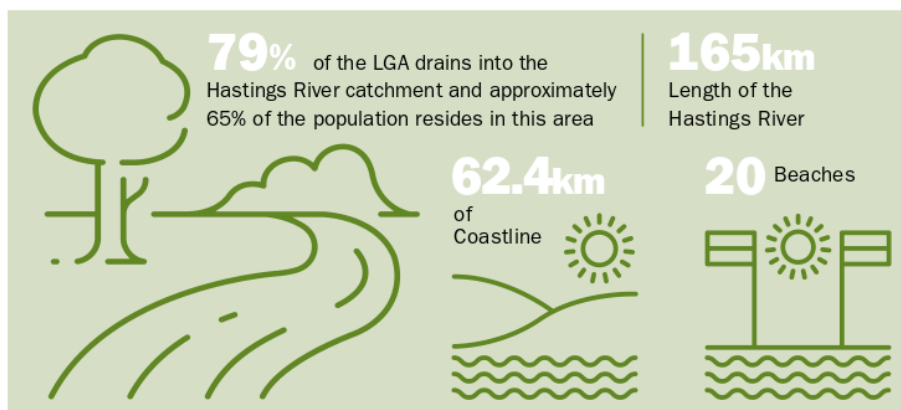 79% of the LGA drains into the
Hastings River catchment and approximately
65% of the population resides in this area
165km
Length of the
Hastings River
62.4km
of
Coastline
20 Beaches